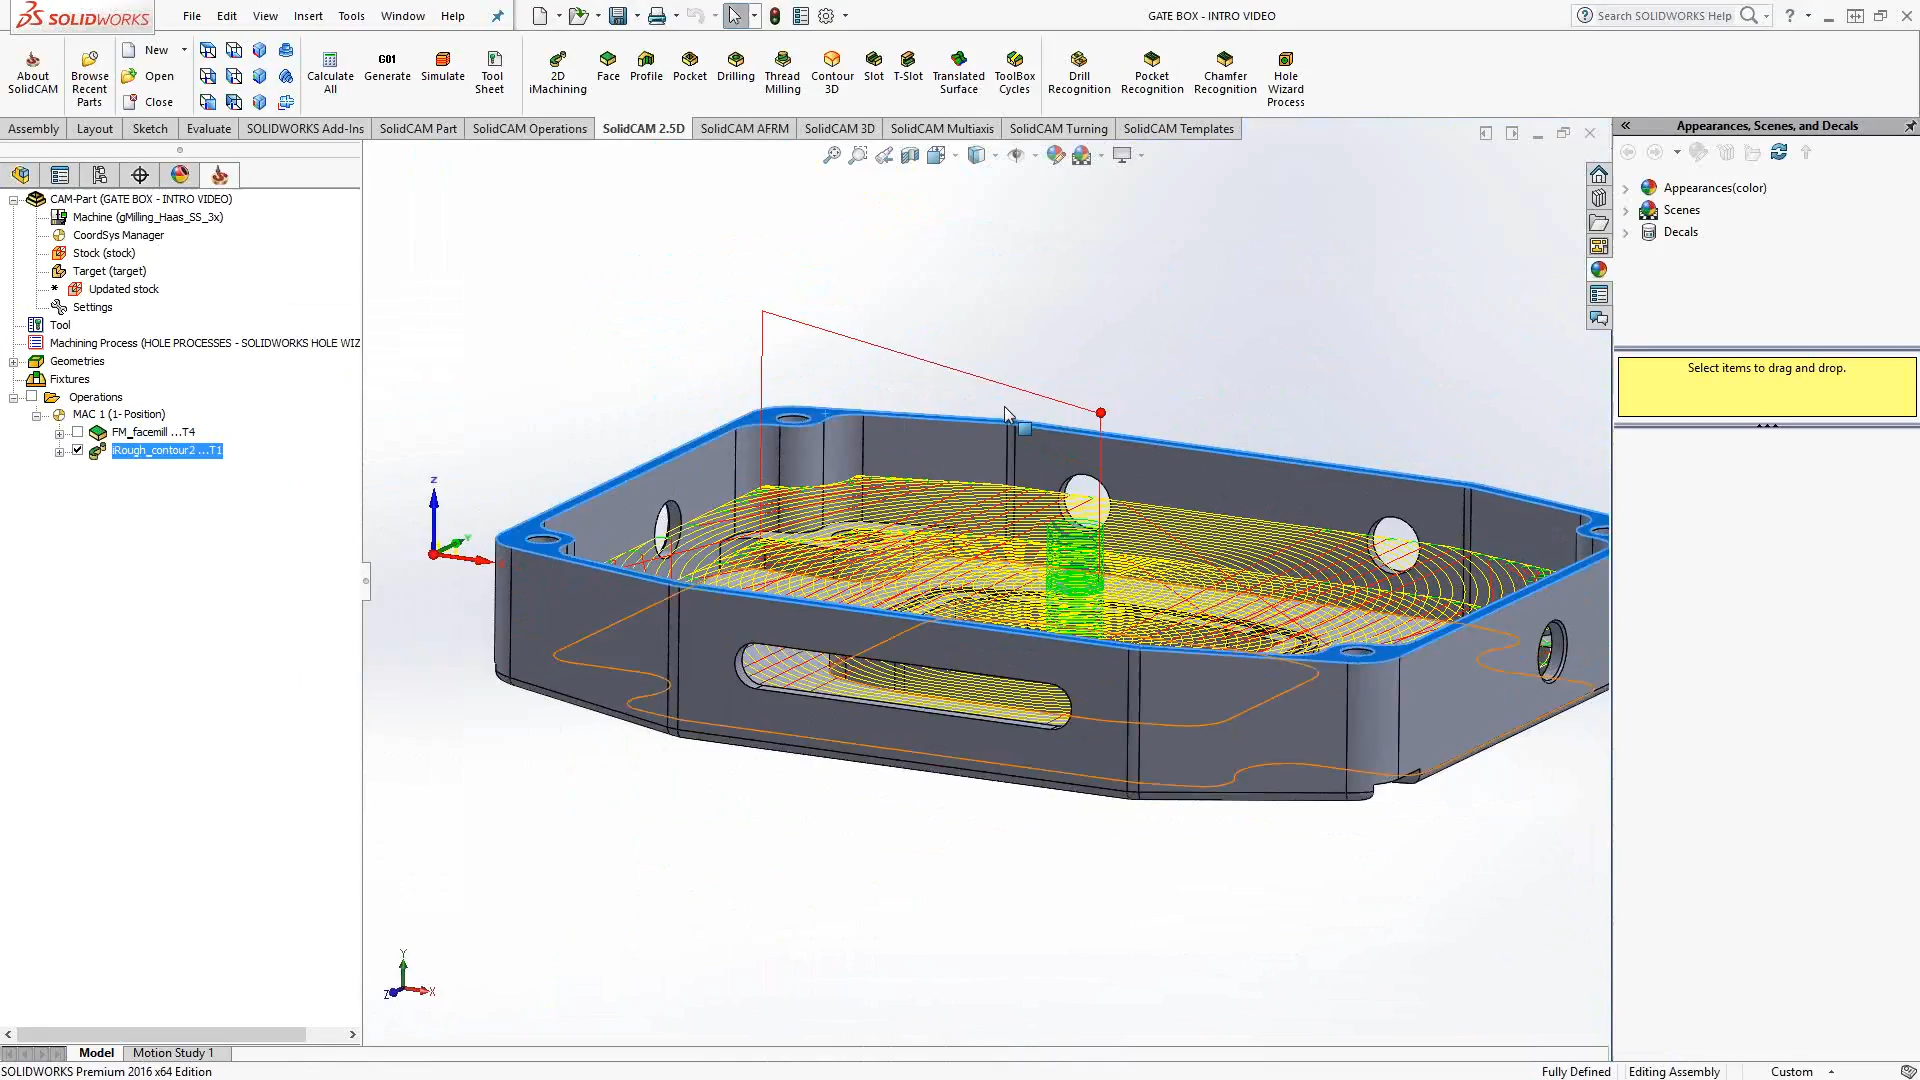 SOLIDWORKS
File Edit View Insert Tools Window Help
GATE BOX - INTRO VIDEO
Search SOLIDWORKS Help
About SolidCAM
Browse Recent Parts
New
Open
Close
Calculate All
G01
Generate
Simulate
Tool Sheet
2D iMachining
Face
Profile
Pocket
Drilling
Thread Milling
Contour 3D
Slot
T-Slot
Translated Surface
ToolBox Cycles
Drill Recognition
Pocket Recognition
Chamfer Recognition
Hole Wizard Process
Assembly Layout Sketch Evaluate SOLIDWORKS Add-Ins SolidCAM Part SolidCAM Operations SolidCAM 2.5D SolidCAM AFRM SolidCAM 3D SolidCAM Multiaxis SolidCAM Turning SolidCAM Templates
Appearances, Scenes, and Decals
Appearances(color)
Scenes
Decals
Select items to drag and drop.
CAM-Part (GATE BOX - INTRO VIDEO)
Machine (gMilling_Haas_SS_3x)
CoordSys Manager
Stock (stock)
Target (target)
* Updated stock
Settings
Tool
Machining Process (HOLE PROCESSES - SOLIDWORKS HOLE WIZ
Geometries
Fixtures
Operations
MAC 1 (1- Position)
FM_facemill ...T4
iRough_contour2 ...T1
Z
Y
Z X
Model Motion Study 1
SOLIDWORKS Premium 2016 x64 Edition
Fully Defined Editing Assembly Custom